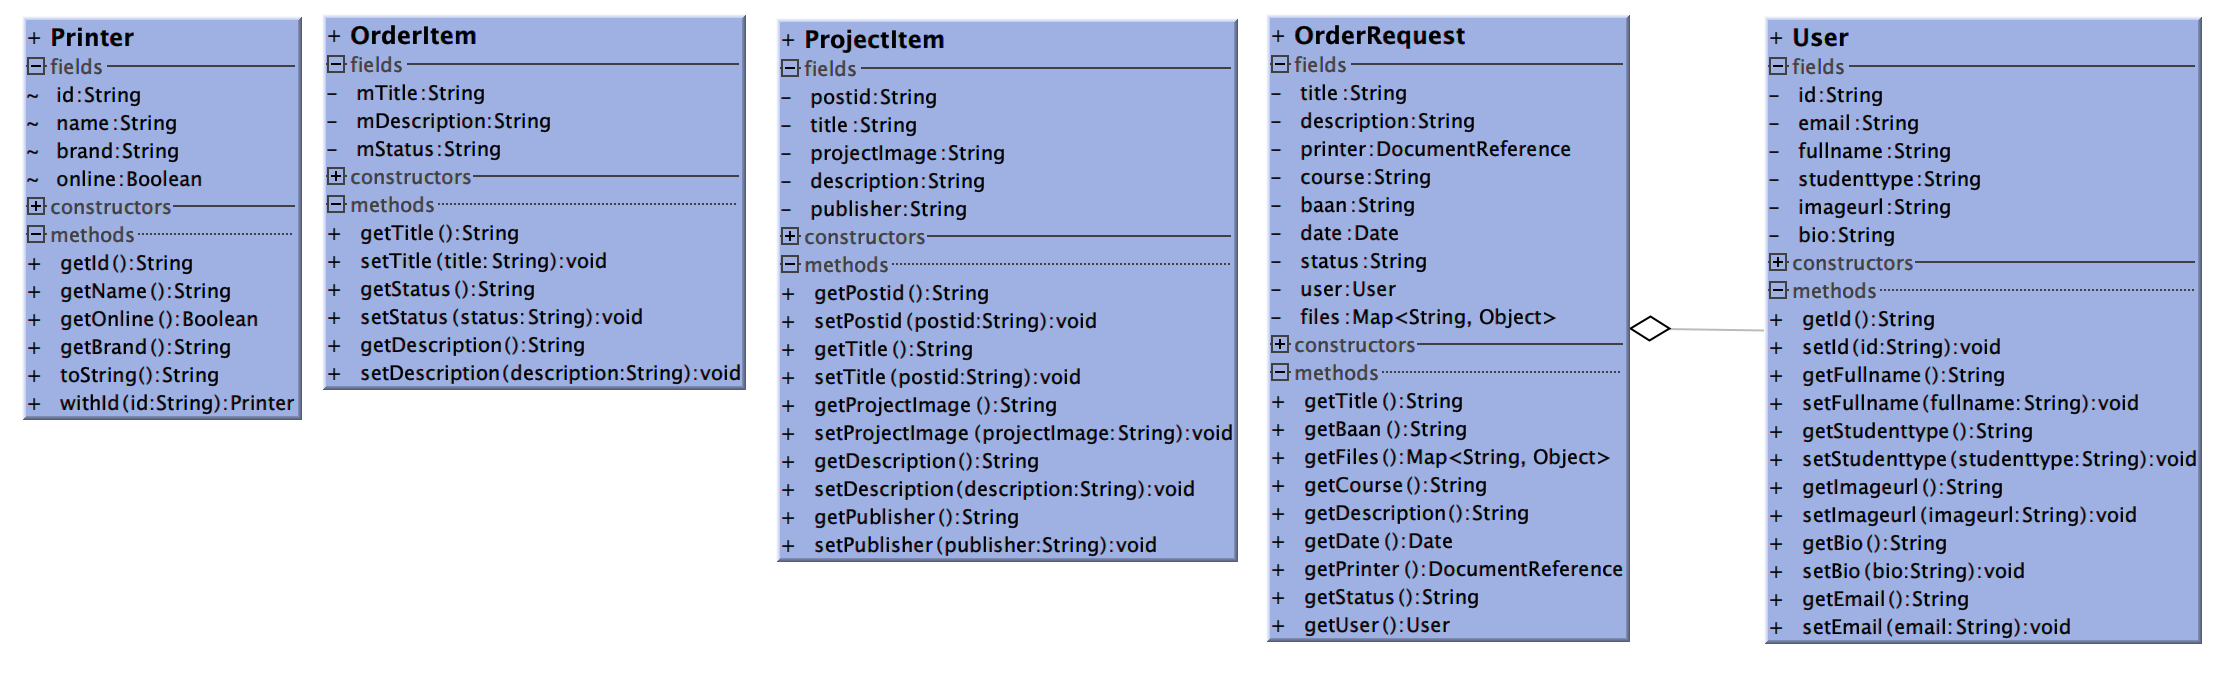 + Printer
fields
~ id:String
~ name:String
~ brand:String
~ online:Boolean
constructors
methods
+ getId():String
+ getName():String
+ getOnline():Boolean
+ getBrand():String
+ toString():String
+ withId(id:String):Printer
+ OrderItem
fields
- mTitle:String
- mDescription:String
- mStatus:String
constructors
methods
+ getTitle():String
+ setTitle(title: String):void
+ getStatus():String
+ setStatus(status:String):void
+ getDescription():String
+ setDescription(description:String):void
+ ProjectItem
fields
- postid:String
- title:String
- projectImage:String
- description:String
- publisher:String
constructors
methods
+ getPostid():String
+ setPostid(postid:String):void
+ getTitle():String
+ setTitle(postid:String):void
+ getProjectImage():String
+ setProjectImage(projectImage:String):void
+ getDescription():String
+ setDescription(description:String):void
+ getPublisher():String
+ setPublisher(publisher:String):void
+ OrderRequest
fields
- title:String
- description:String
- printer:DocumentReference
- course:String
- baan:String
- date:Date
- status:String
- user:User
- files:Map<String, Object>
constructors
methods
+ getTitle():String
+ getBaan():String
+ getFiles():Map<String, Object>
+ getCourse():String
+ getDescription():String
+ getDate():Date
+ getPrinter():DocumentReference
+ getStatus():String
+ getUser():User
+ User
fields
- id:String
- email:String
- fullname:String
- studenttype:String
- imageurl:String
- bio:String
constructors
methods
+ getId():String
+ setId(id:String):void
+ getFullname():String
+ setFullname(fullname:String):void
+ getStudenttype():String
+ setStudenttype(studenttype:String):void
+ getImageurl():String
+ setImageurl(imageurl:String):void
+ getBio():String
+ setBio(bio:String):void
+ getEmail():String
+ setEmail(email:String):void